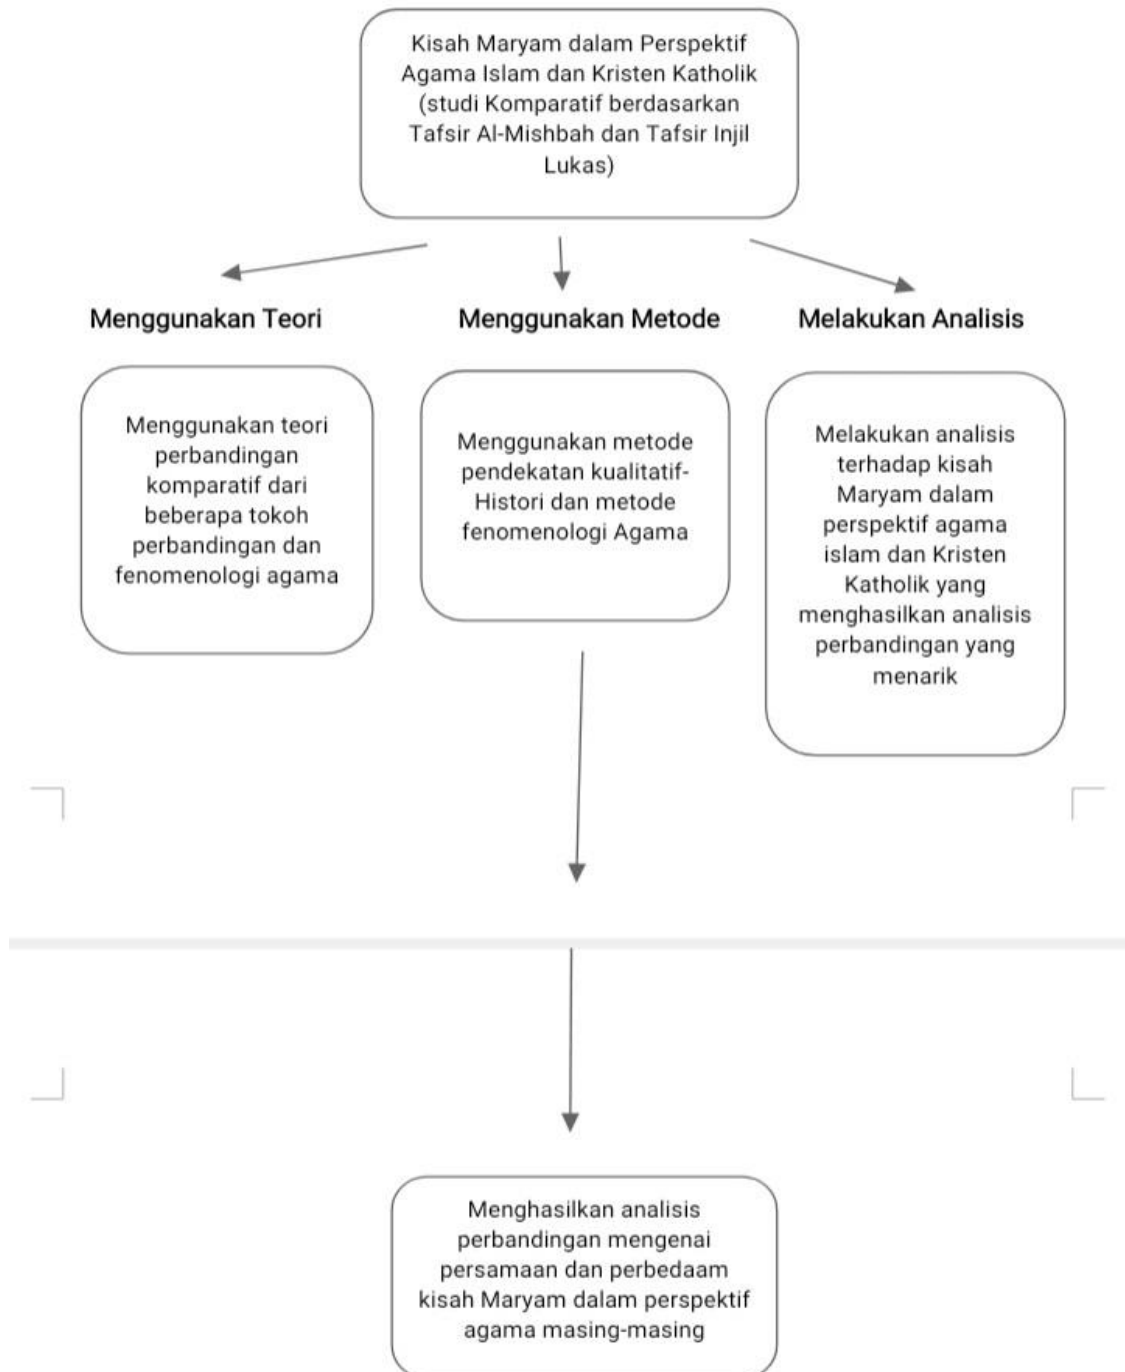 Kisah Maryam dalam Perspektif
Agama Islam dan Kristen Katholik
(studi Komparatif berdasarkan
Tafsir Al-Mishbah dan Tafsir Injil
Lukas)
Menggunakan Teori
Menggunakan teori
perbandingan
komparatif dari
beberapa tokoh
perbandingan dan
fenomenologi agama
Menggunakan Metode
Menggunakan metode
pendekatan kualitatif-
Histori dan metode
fenomenologi Agama
Melakukan Analisis
Melakukan analisis
terhadap kisah
Maryam dalam
perspektif agama
islam dan Kristen
Katholik yang
menghasilkan analisis
perbandingan yang
menarik
Menghasilkan analisis
perbandingan mengenai
persamaan dan perbedaam
kisah Maryam dalam perspektif
agama masing-masing